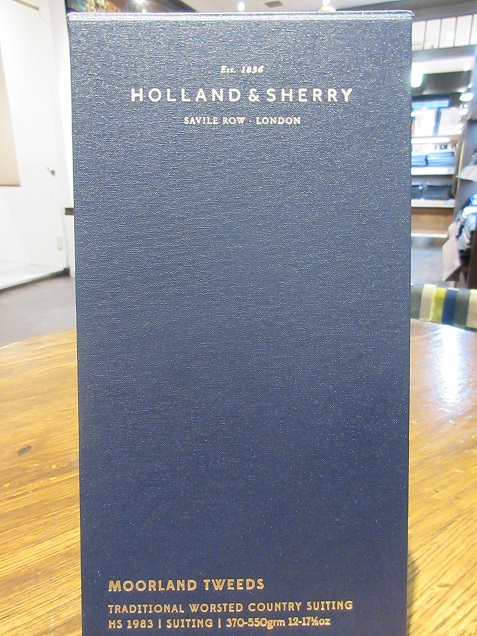 Est. 1836
HOLLAND & SHERRY
SAVILE ROW - LONDON
MOORLAND TWEEDS
TRADITIONAL WORSTED COUNTRY SUITING
HS 1983 | SUITING | 370-550grm 12-17½oz